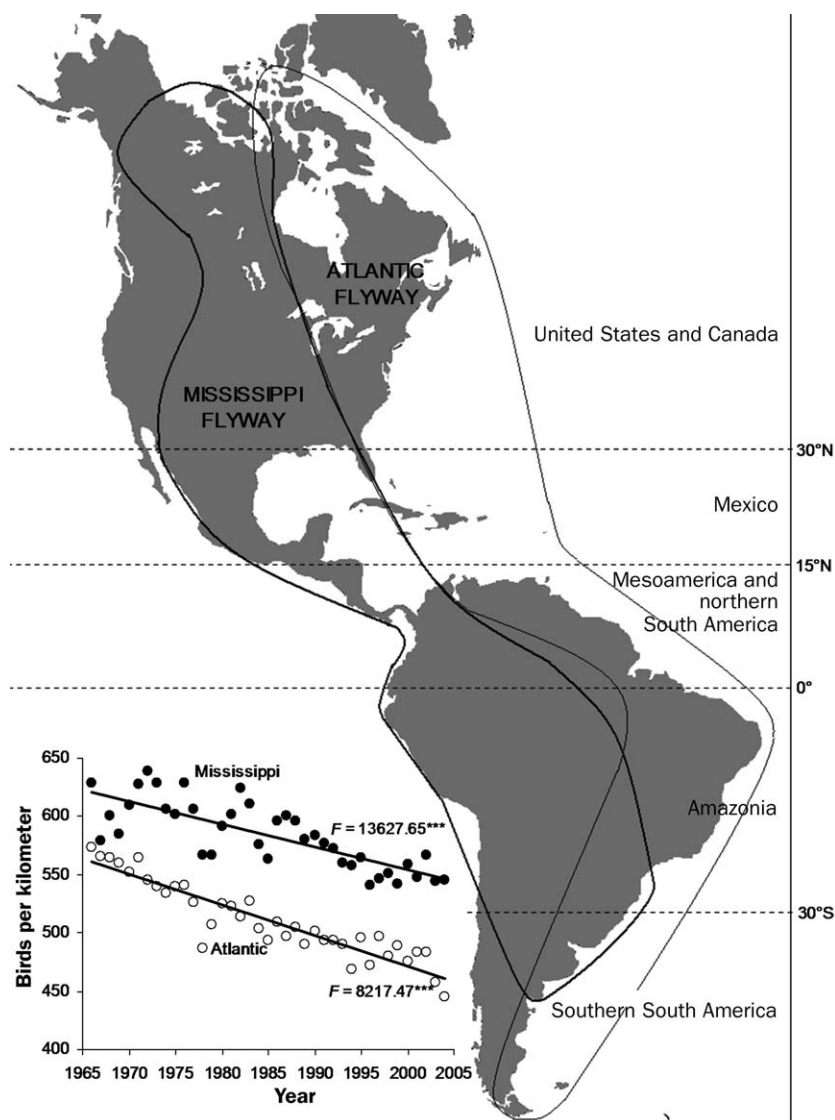 ATLANTIC
FLYWAY
United States and Canada
MISSISSIPPI
FLYWAY
30°N
Mexico
15°N
Mesoamerica and
northern
South America
0°
650
Mississippi
600
F = 13627.65***
Amazonia
550
500
30°S
Atlantic
450
F = 8217.47***
Southern South America
400
1965 1970 1975 1980 1985 1990 1995 2000 2005
Year
Birds per kilometer